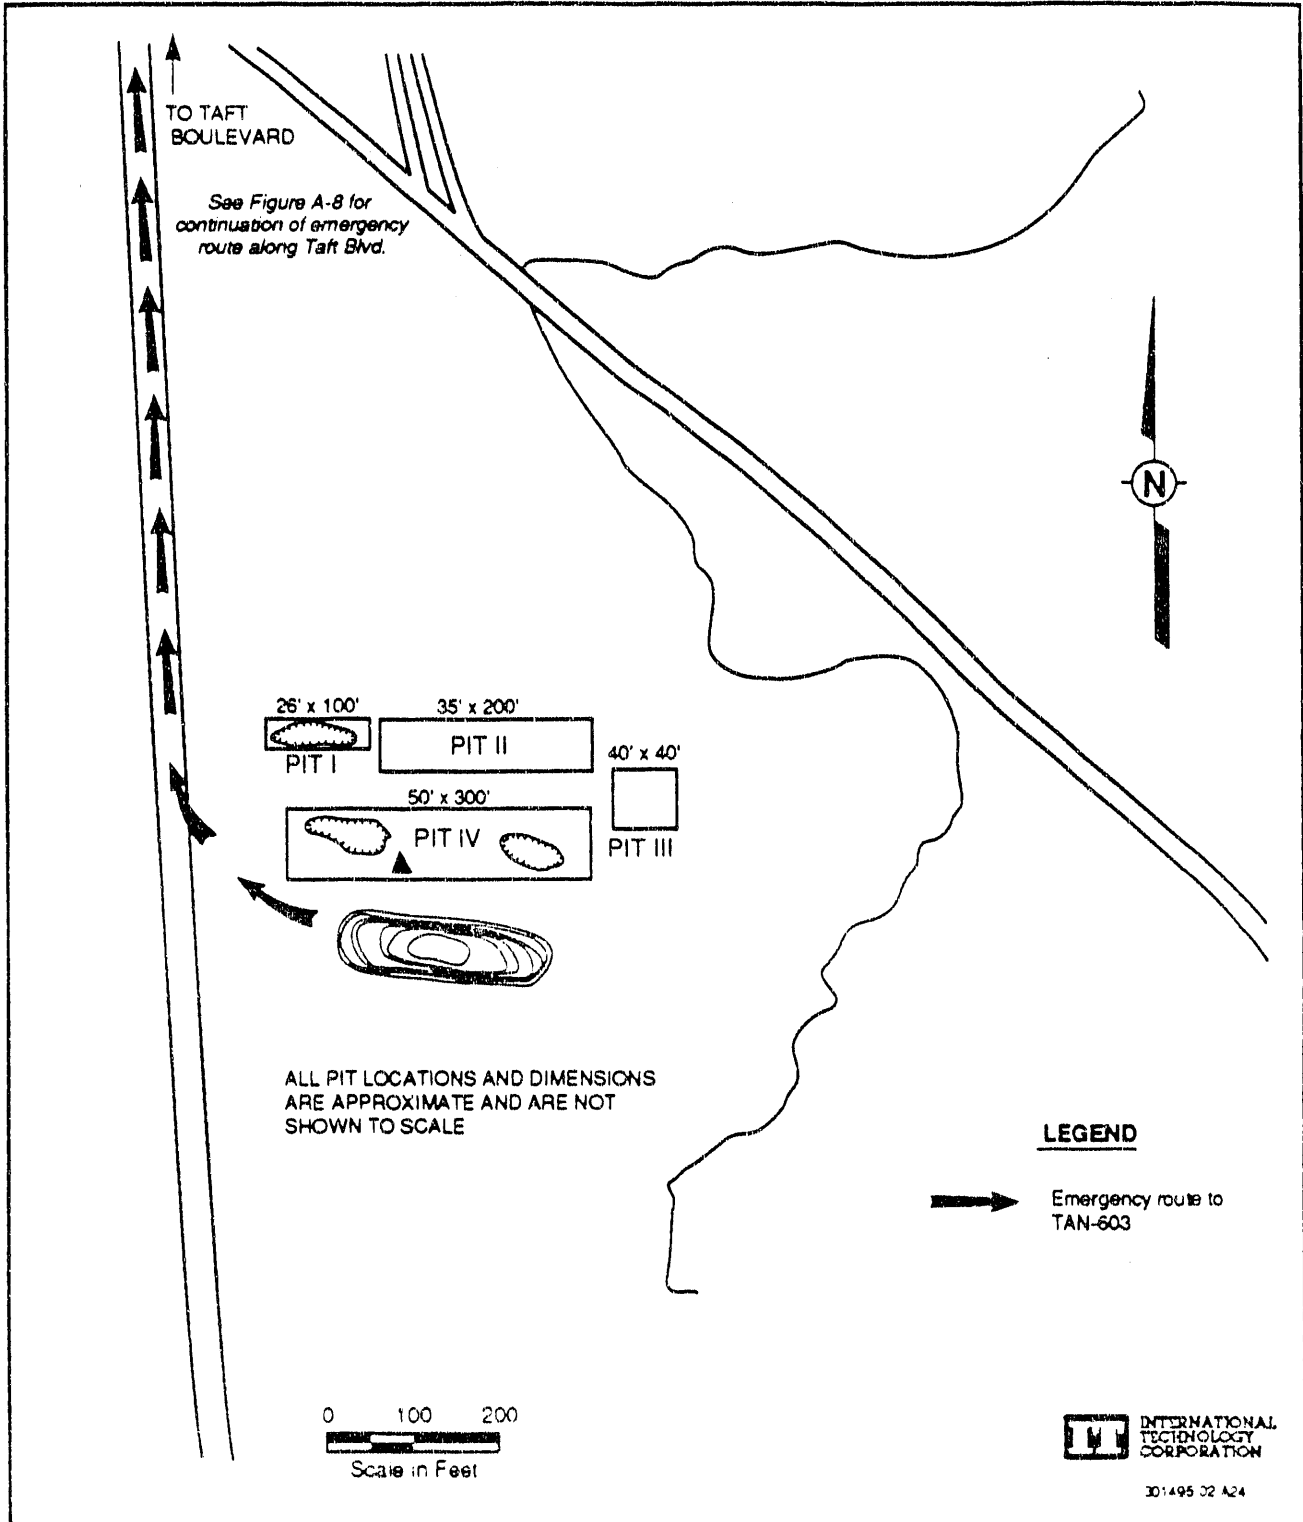 TO TAFT
BOULEVARD
See Figure A-8 for
continuation of emergency
route along Taft Blvd.
N
26' x 100'
35' x 200'
PIT I
PIT II
40' x 40'
50' x 300'
PIT IV
PIT III
ALL PIT LOCATIONS AND DIMENSIONS
ARE APPROXIMATE AND ARE NOT
SHOWN TO SCALE
LEGEND
Emergency route to
TAN-603
0 100 200
Scale in Feet
INTERNATIONAL
TECHNOLOGY
CORPORATION
301495 02 A24